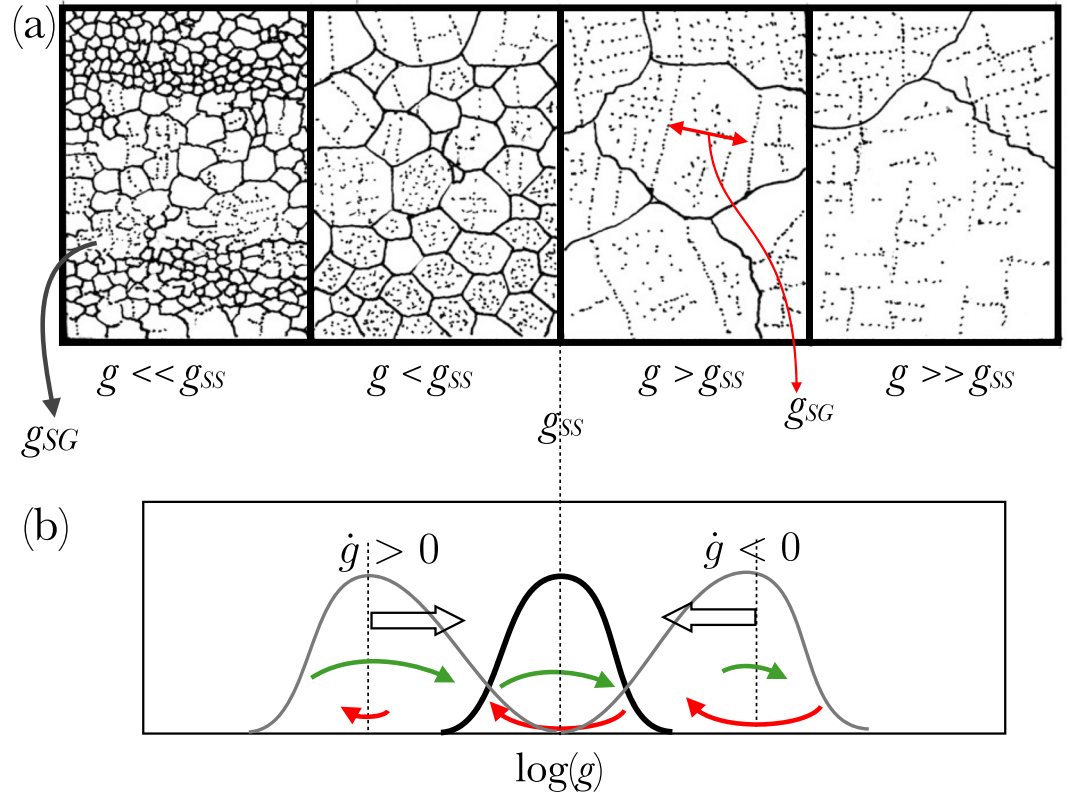 (a)
g << gSS
g < gSS
g > gSS
g >> gSS
gSG
gSS
gSG
(b)
ġ > 0
ġ < 0
log(g)